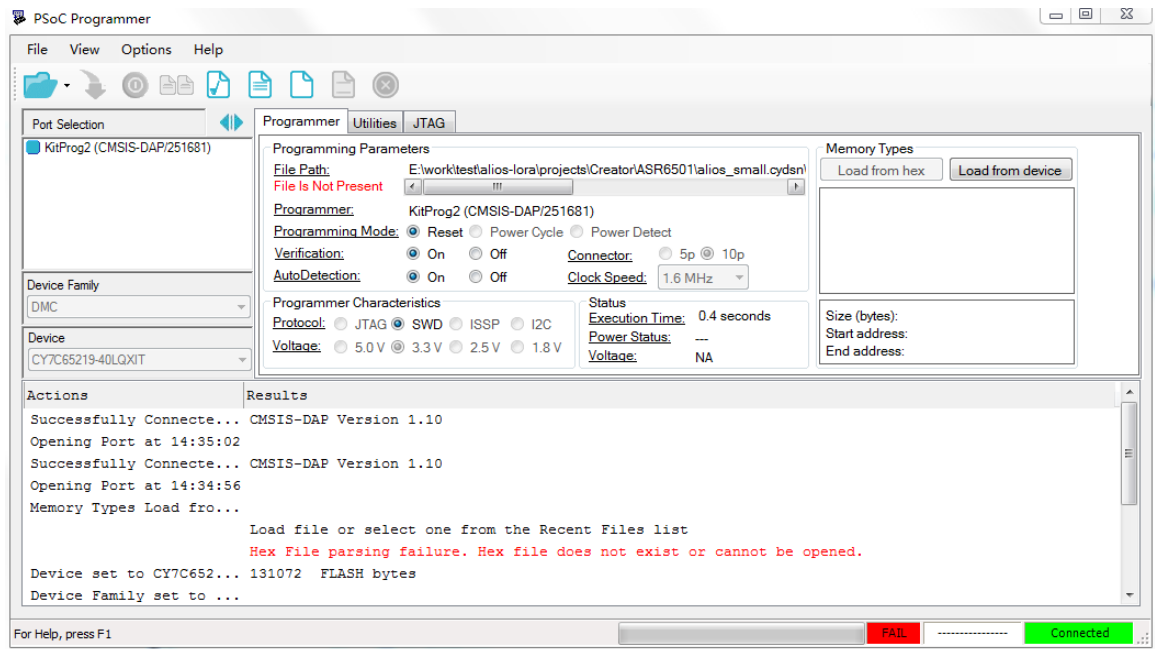 PSoC Programmer
File View Options Help
Port Selection
KitProg2 (CMSIS-DAP/251681)
Device Family
DMC
Device
CY7C65219-40LQXIT
Programmer Utilities JTAG
Programming Parameters
File Path: E:\work\test\alios-lora\projects\Creator\ASR6501\alios_small.cydsn\
File Is Not Present
Programmer: KitProg2 (CMSIS-DAP/251681)
Programming Mode: Reset Power Cycle Power Detect
Verification: On Off Connector: 5p 10p
AutoDetection: On Off Clock Speed: 1.6 MHz
Programmer Characteristics
Protocol: JTAG SWD ISSP I2C
Voltage: 5.0 V 3.3 V 2.5 V 1.8 V
Status
Execution Time: 0.4 seconds
Power Status: ---
Voltage: NA
Memory Types
Load from hex Load from device
Size (bytes):
Start address:
End address:
Actions Results
Successfully Connecte... CMSIS-DAP Version 1.10
Opening Port at 14:35:02
Successfully Connecte... CMSIS-DAP Version 1.10
Opening Port at 14:34:56
Memory Types Load fro...
Load file or select one from the Recent Files list
Hex File parsing failure. Hex file does not exist or cannot be opened.
Device set to CY7C652... 131072 FLASH bytes
Device Family set to ...
For Help, press F1
FAIL ---------------- Connected